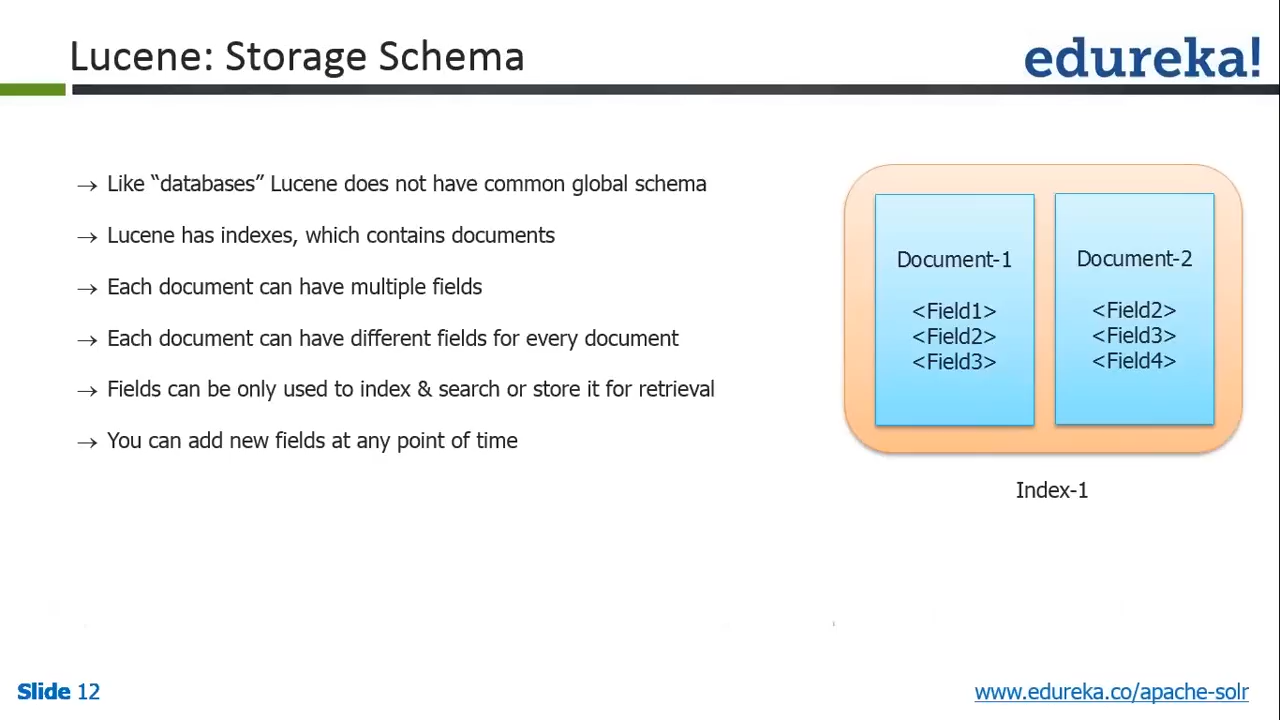 Lucene: Storage Schema
edureka!
→ Like “databases” Lucene does not have common global schema
→ Lucene has indexes, which contains documents
→ Each document can have multiple fields
→ Each document can have different fields for every document
→ Fields can be only used to index & search or store it for retrieval
→ You can add new fields at any point of time
Document-1
<Field1>
<Field2>
<Field3>
Document-2
<Field2>
<Field3>
<Field4>
Index-1
Slide 12
www.edureka.co/apache-solr